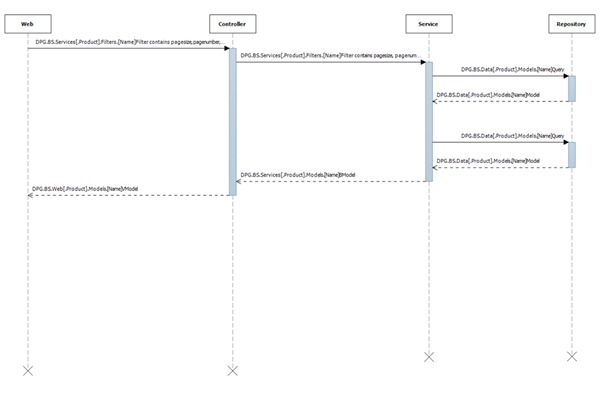 Web Controller Service Repository
DPG.BS.Services[.Product].Filters.[Name]Filter contains pagesize,pagenumber,...
DPG.BS.Services[.Product].Filters.[Name]Filter contains pagesize, pagenum...
DPG.BS.Data[.Product].Models.[Name]Query
DPG.BS.Data[.Product].Models.[Name]Model
DPG.BS.Data[.Product].Models.[Name]Query
DPG.BS.Data[.Product].Models.[Name]Model
DPG.BS.Services[.Product].Models.[Name]BModel
DPG.BS.Web[.Product].Models.[Name]VModel